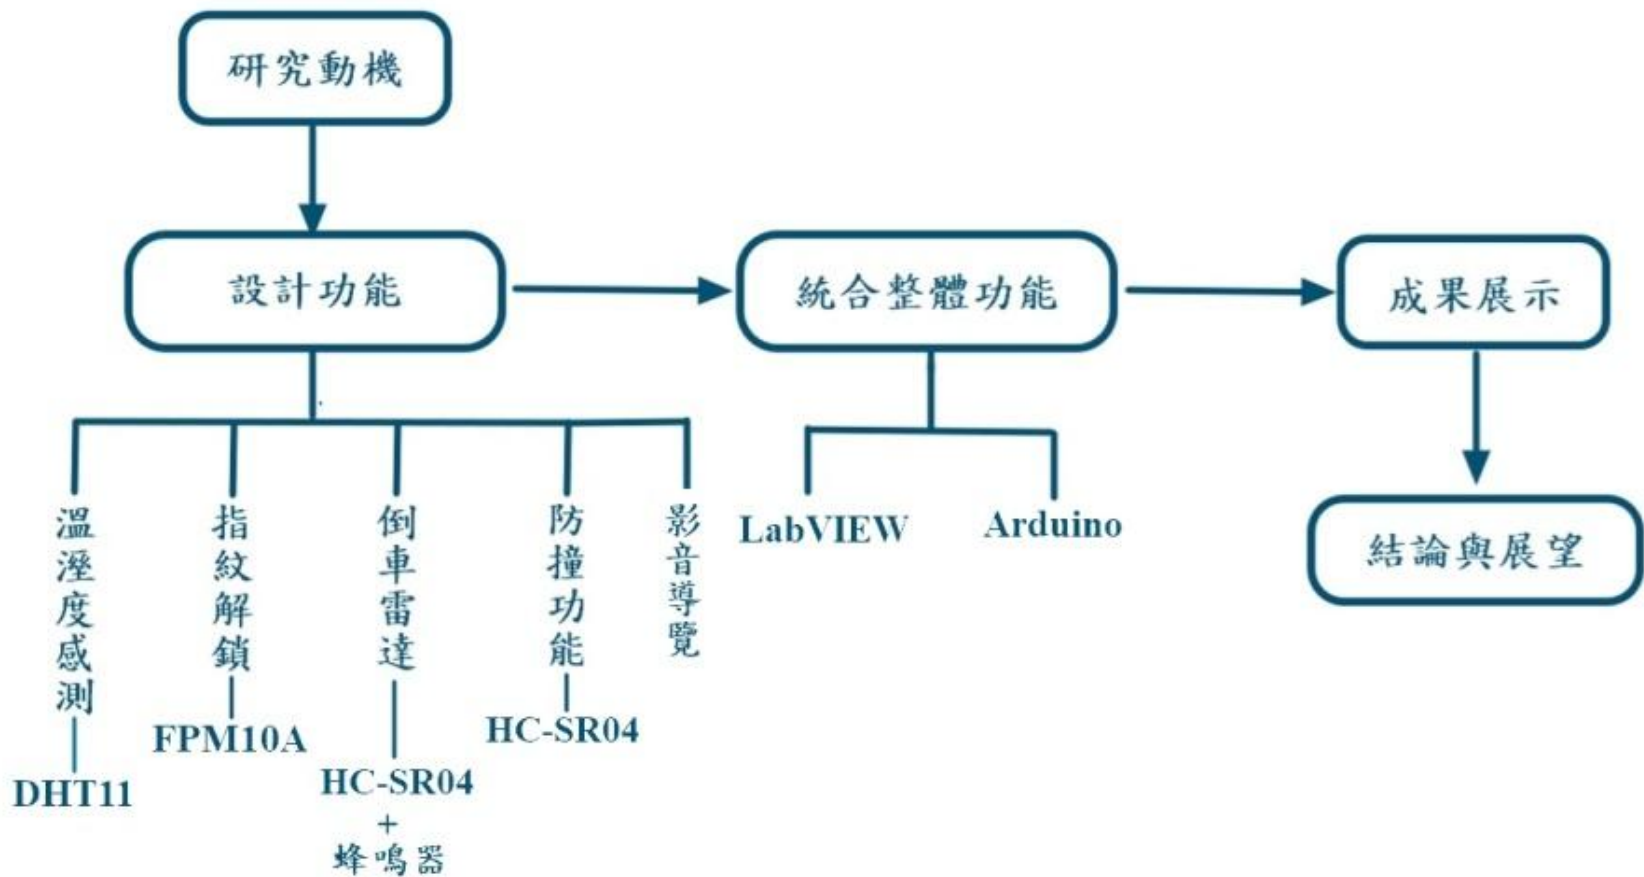 研究動機
設計功能
統合整體功能
成果展示
溫溼度感測
指紋解鎖
倒車雷達
防撞功能
影音導覽
LabVIEW
Arduino
結論與展望
DHT11
FPM10A
HC-SR04
+
蜂鳴器
HC-SR04